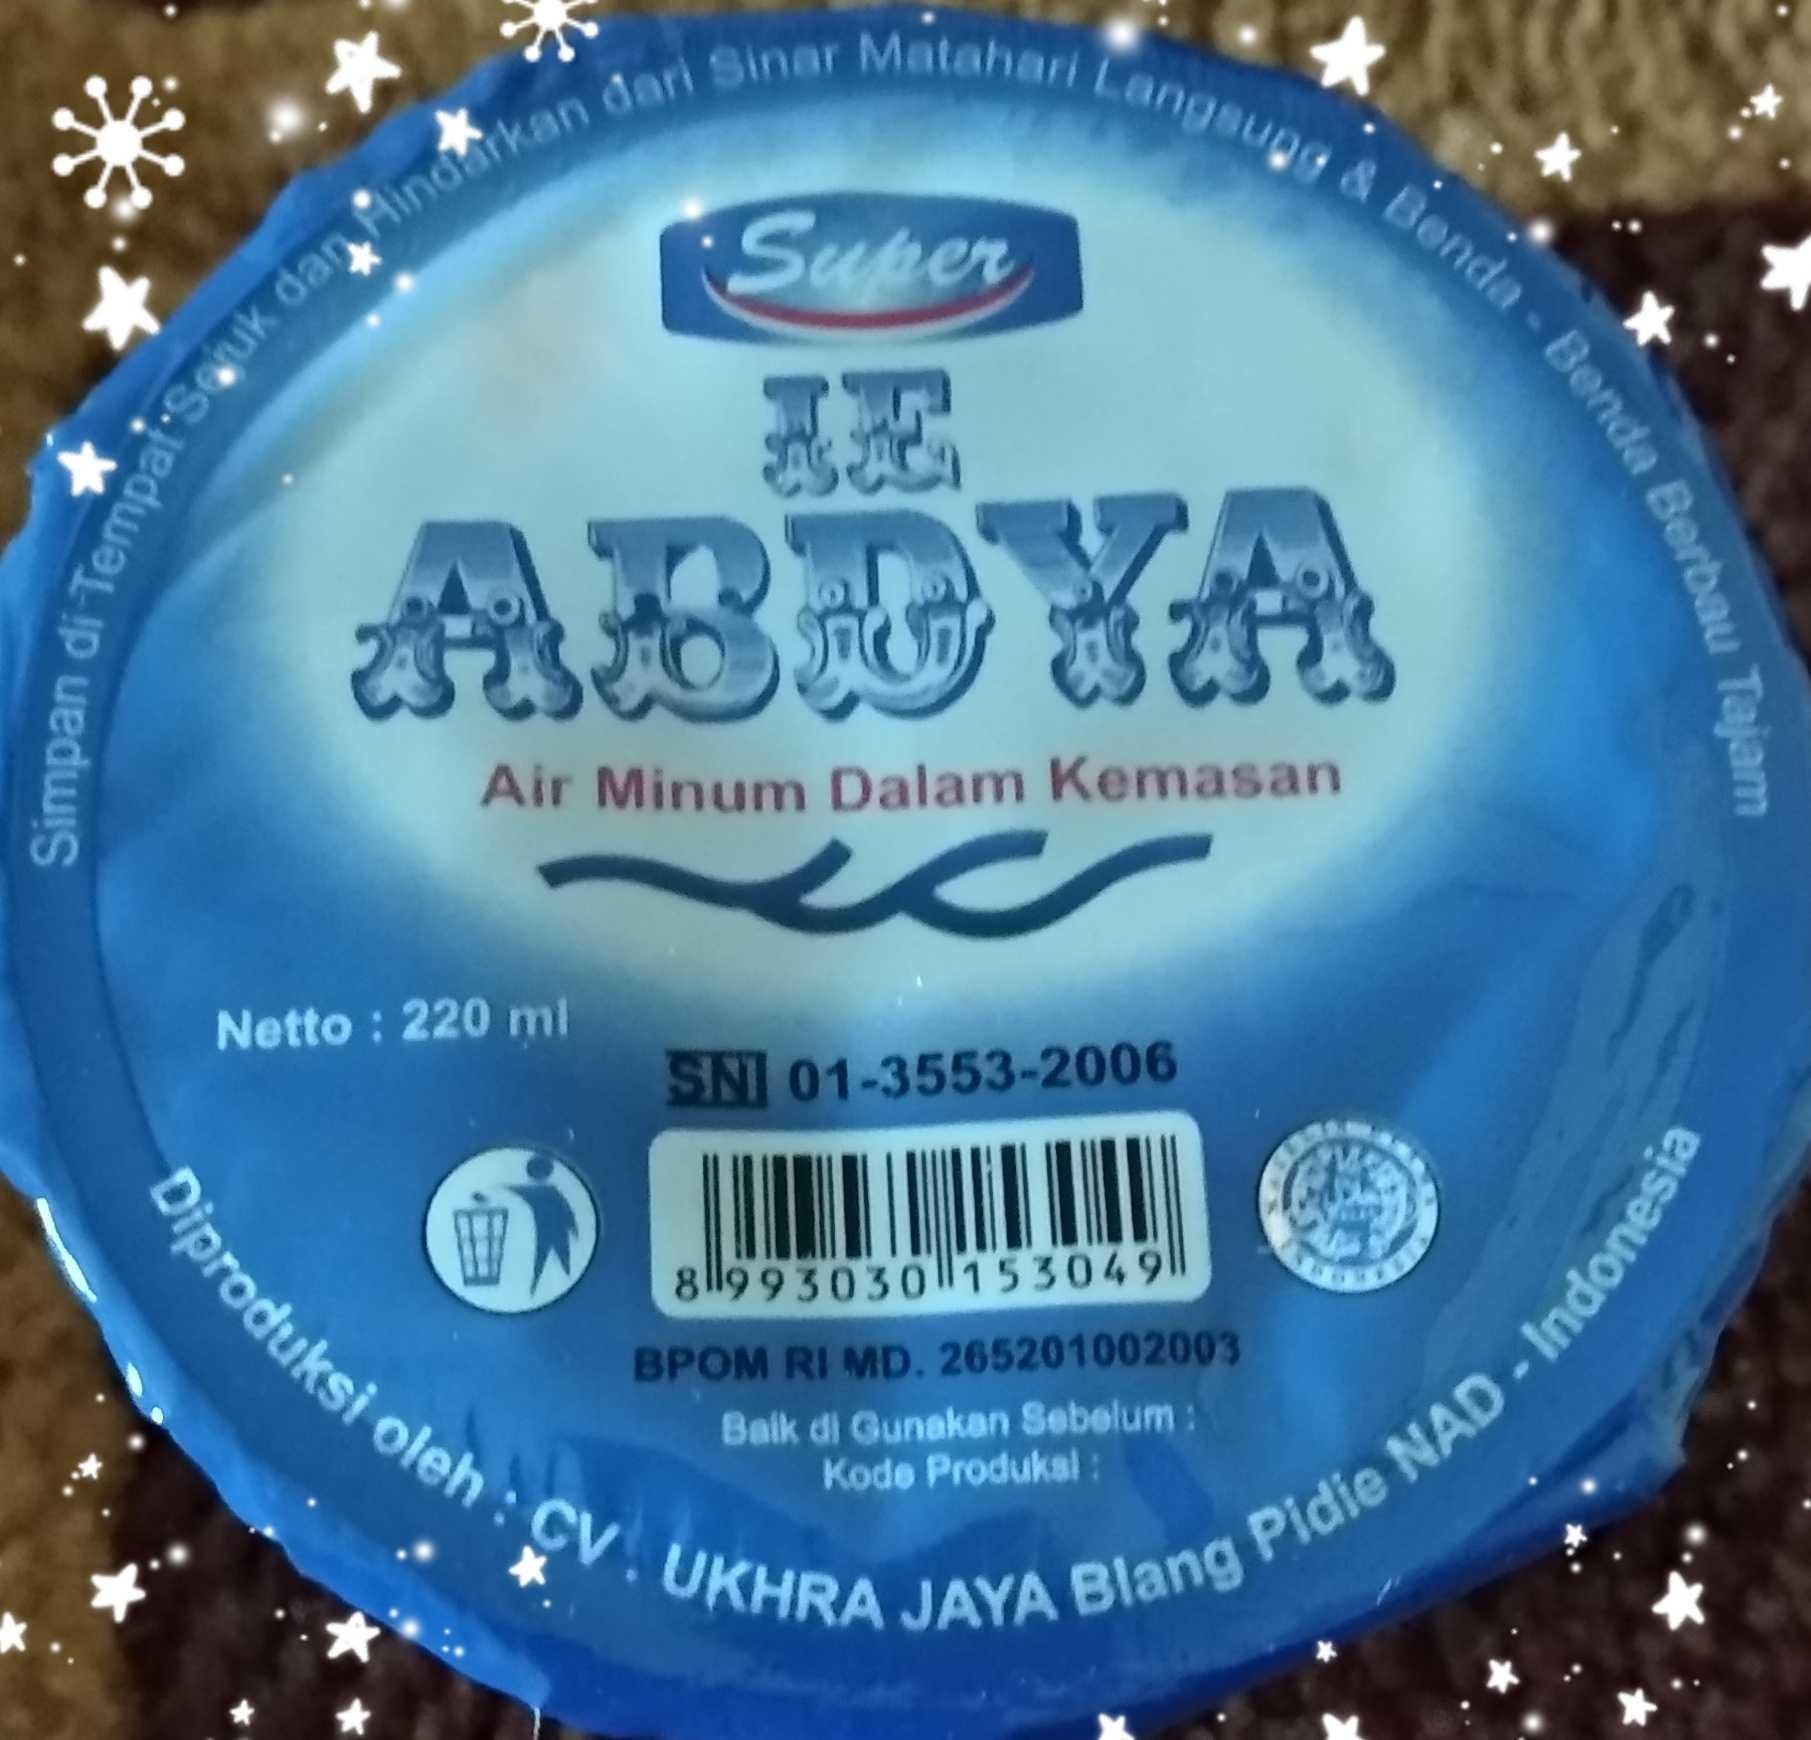 Simpan di Tempat Sejuk dan Hindarkan dari Sinar Matahari Langsung & Benda - Benda Berbau Tajam
Super
IE
ABDYA
Air Minum Dalam Kemasan
Netto : 220 ml
SNI 01-3553-2006
8 993030 153049
BPOM RI MD. 265201002003
Baik di Gunakan Sebelum :
Kode Produksi :
Diproduksi oleh : CV . UKHRA JAYA Blang Pidie NAD - Indonesia